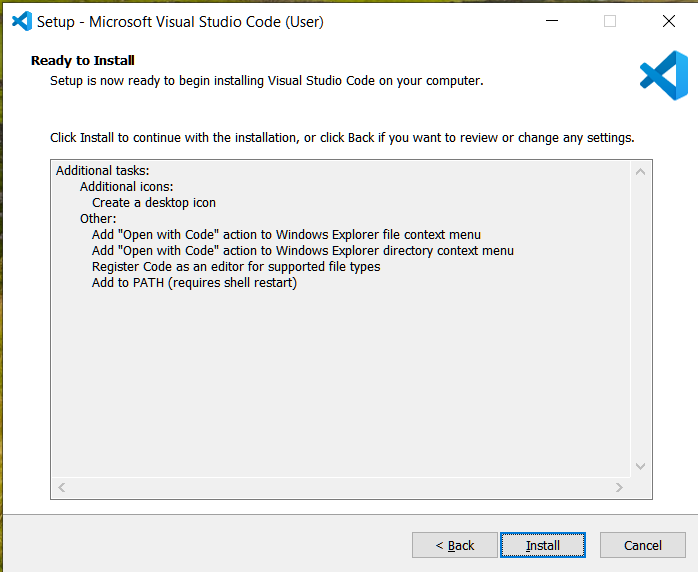 Setup - Microsoft Visual Studio Code (User)
Ready to Install
Setup is now ready to begin installing Visual Studio Code on your computer.
Click Install to continue with the installation, or click Back if you want to review or change any settings.
Additional tasks:
Additional icons:
Create a desktop icon
Other:
Add "Open with Code" action to Windows Explorer file context menu
Add "Open with Code" action to Windows Explorer directory context menu
Register Code as an editor for supported file types
Add to PATH (requires shell restart)
< Back
Install
Cancel